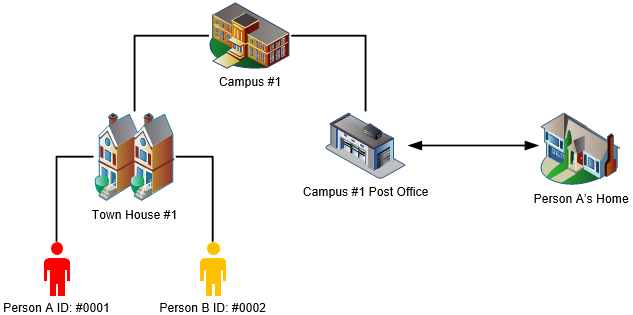 Campus #1
Campus #1 Post Office
Person A's Home
Town House #1
Person A ID: #0001
Person B ID: #0002